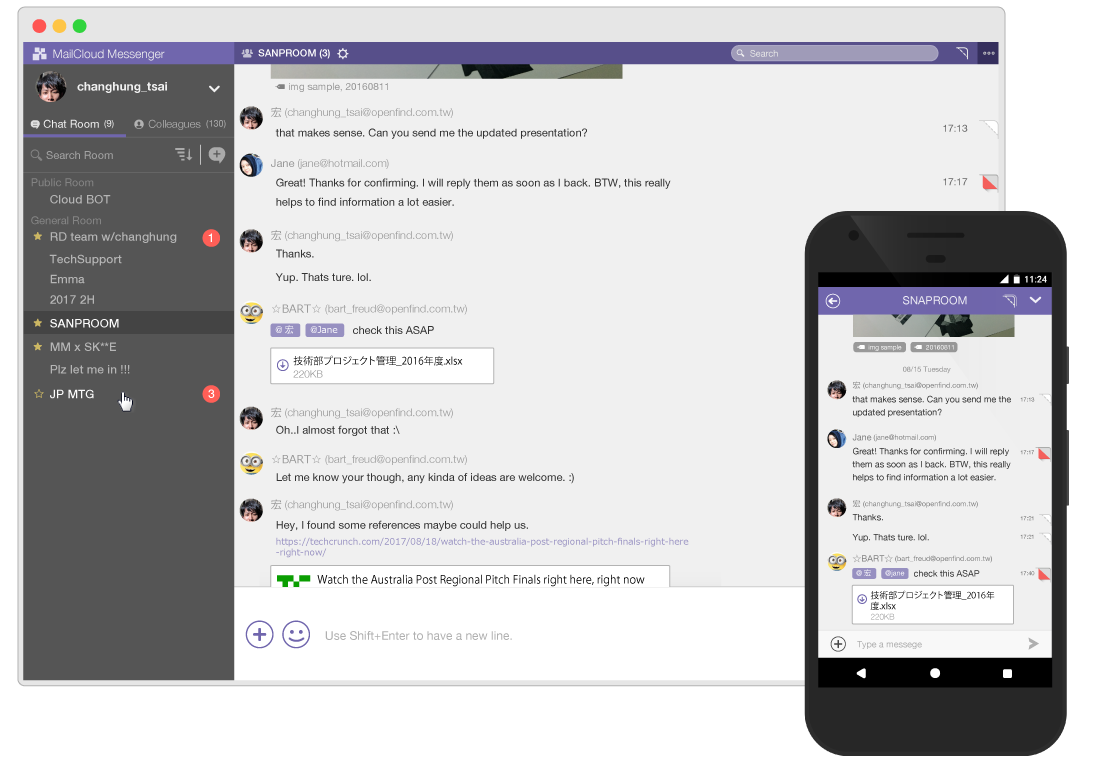 MailCloud Messenger
SANPROOM (3)
Search
changhung_tsai
Chat Room (9)
Colleagues (130)
Search Room
Public Room
Cloud BOT
General Room
RD team w/changhung
1
TechSupport
Emma
2017 2H
SANPROOM
MM x SK**E
Plz let me in !!!
JP MTG
3
img sample, 20160811
宏 (changhung_tsai@openfind.com.tw)
that makes sense. Can you send me the updated presentation?
17:13
Jane (jane@hotmail.com)
Great! Thanks for confirming. I will reply them as soon as I back. BTW, this really
17:17
helps to find information a lot easier.
宏 (changhung_tsai@openfind.com.tw)
Thanks.
Yup. Thats ture. lol.
☆BART☆ (bart_freud@openfind.com.tw)
@宏 @Jane check this ASAP
技術部プロジェクト管理_2016年度.xlsx
220KB
宏 (changhung_tsai@openfind.com.tw)
Oh..I almost forgot that :\
☆BART☆ (bart_freud@openfind.com.tw)
Let me know your though, any kinda of ideas are welcome. :)
宏 (changhung_tsai@openfind.com.tw)
Hey, I found some references maybe could help us.
https://techcrunch.com/2017/08/18/watch-the-australia-post-regional-pitch-finals-right-here
-right-now/
Watch the Australia Post Regional Pitch Finals right here, right now
Use Shift+Enter to have a new line.
11:24
SNAPROOM
img sample
20160811
08/15 Tuesday
宏 (changhung_tsai@openfind.com.tw)
that makes sense. Can you send me the
17:13
updated presentation?
Jane (jane@hotmail.com)
Great! Thanks for confirming. I will reply
17:17
them as soon as I back. BTW, this really
helps to find information a lot easier.
宏 (changhung_tsai@openfind.com.tw)
Thanks.
17:21
Yup. Thats ture. lol.
17:21
☆BART☆ (bart_freud@openfind.com.tw)
@宏 @jane check this ASAP
17:40
技術部プロジェクト管理_2016年
度.xlsx
220KB
Type a messege